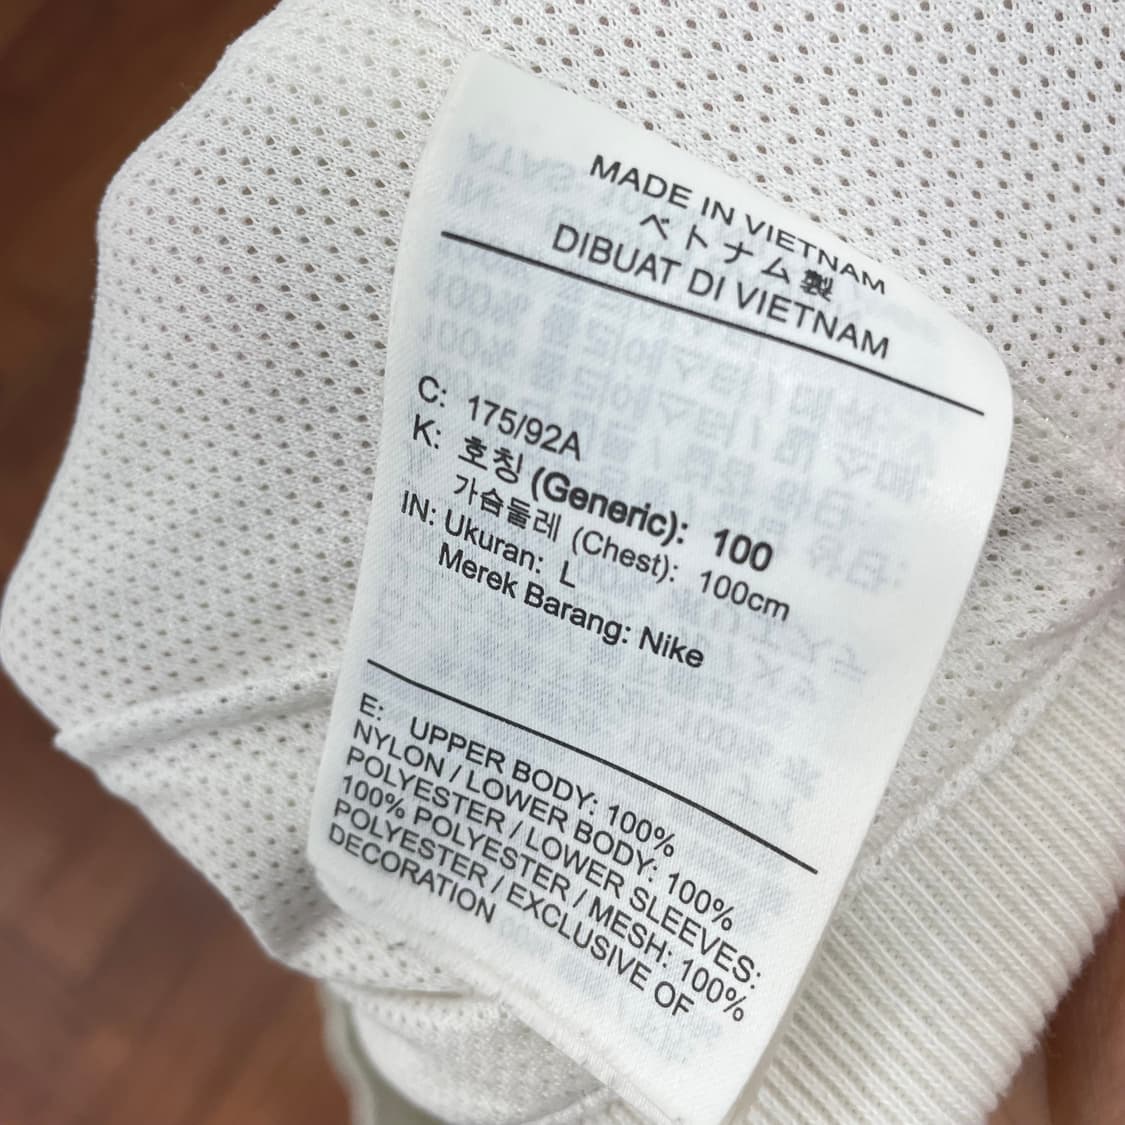 MADE IN VIETNAM
ベトナム製
DIBUAT DI VIETNAM
C: 175/92A
K: 호칭 (Generic): 100
가슴둘레 (Chest): 100cm
IN: Ukuran: L
Merek Barang: Nike
E: UPPER BODY: 100%
NYLON / LOWER BODY: 100%
POLYESTER / LOWER SLEEVES:
100% POLYESTER / MESH: 100%
POLYESTER / EXCLUSIVE OF
DECORATION